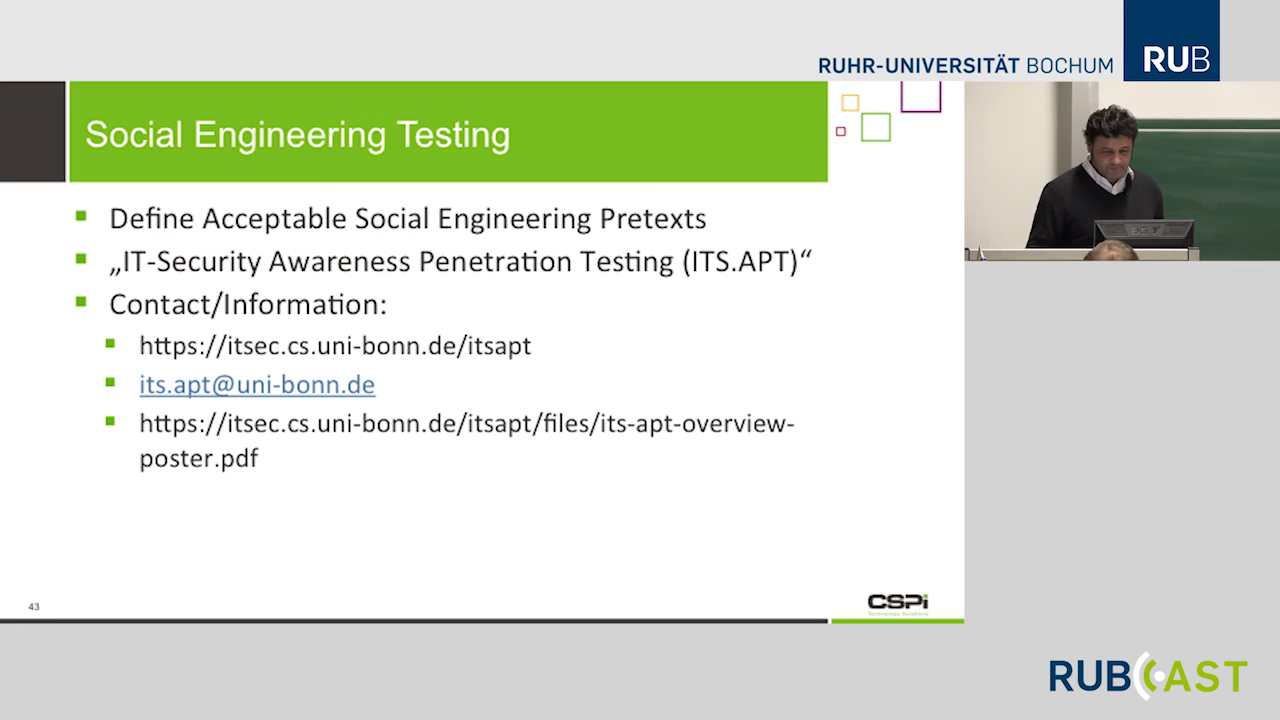 RUHR-UNIVERSITÄT BOCHUM
RUB
Social Engineering Testing
Define Acceptable Social Engineering Pretexts
„IT-Security Awareness Penetration Testing (ITS.APT)“
Contact/Information:
https://itsec.cs.uni-bonn.de/itsapt
its.apt@uni-bonn.de
https://itsec.cs.uni-bonn.de/itsapt/files/its-apt-overview-
poster.pdf
43
CSPi
Technology Solutions
RUBCAST